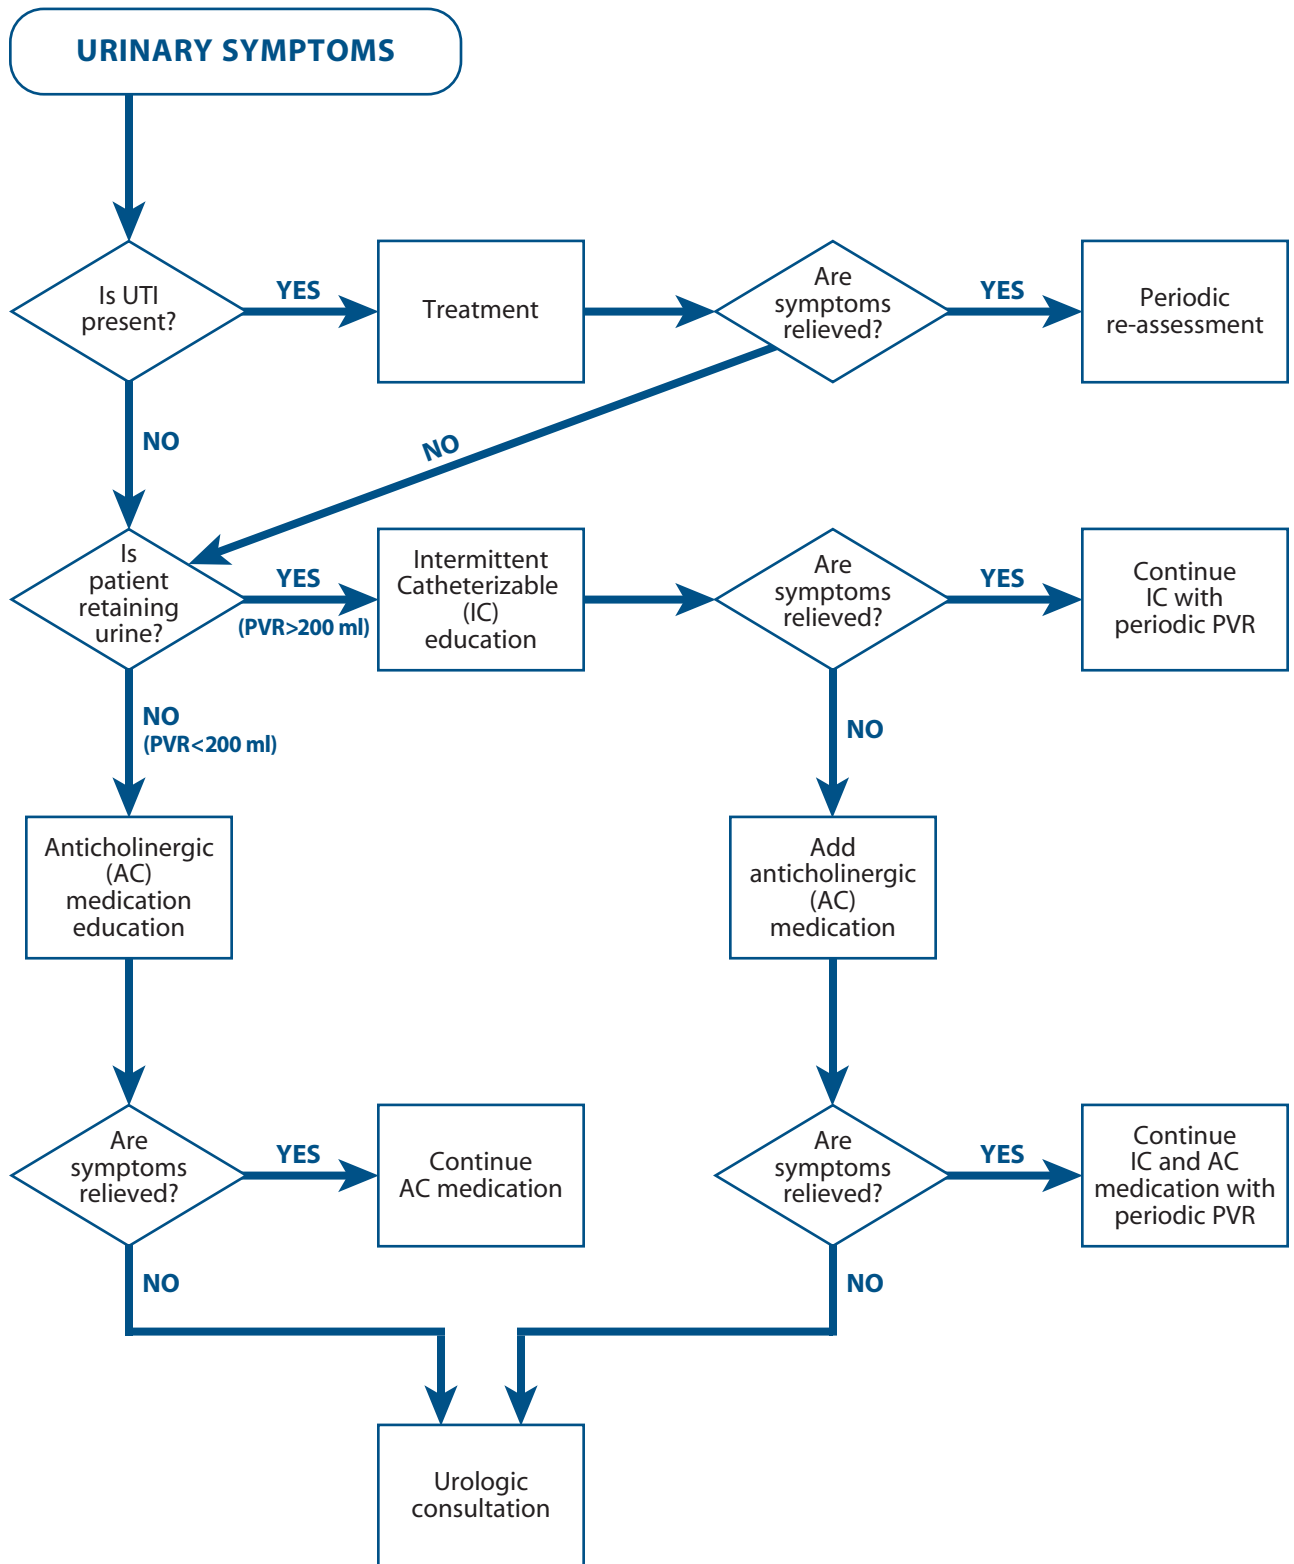 URINARY SYMPTOMS
Is UTI
present?
YES
Treatment
Are
symptoms
relieved?
YES
Periodic
re-assessment
NO
NO
Is
patient
retaining
urine?
YES
(PVR>200 ml)
Intermittent
Catheterizable
(IC)
education
Are
symptoms
relieved?
YES
Continue
IC with
periodic PVR
NO
(PVR<200 ml)
NO
Anticholinergic
(AC)
medication
education
Add
anticholinergic
(AC)
medication
Are
symptoms
relieved?
YES
Continue
AC medication
Are
symptoms
relieved?
YES
Continue
IC and AC
medication with
periodic PVR
NO
NO
Urologic
consultation